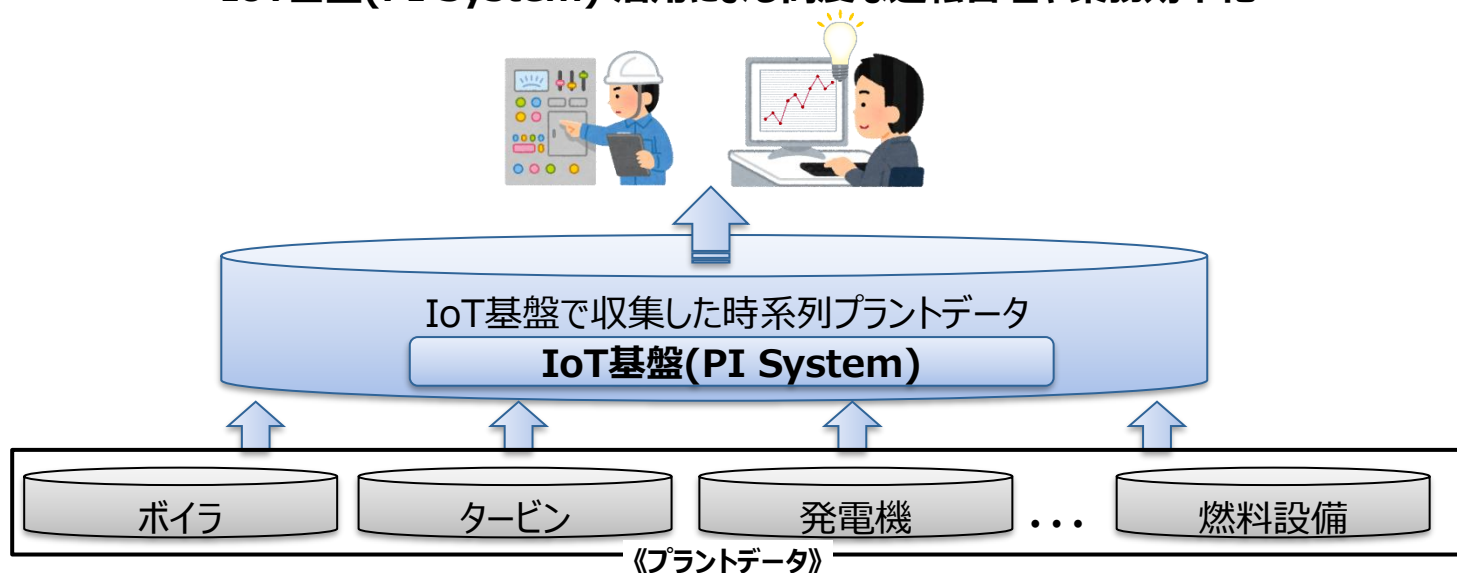 IoT基盤で収集した時系列プラントデータ
IoT基盤(PI System)
ボイラ
タービン
発電機
・・・
燃料設備
《プラントデータ》